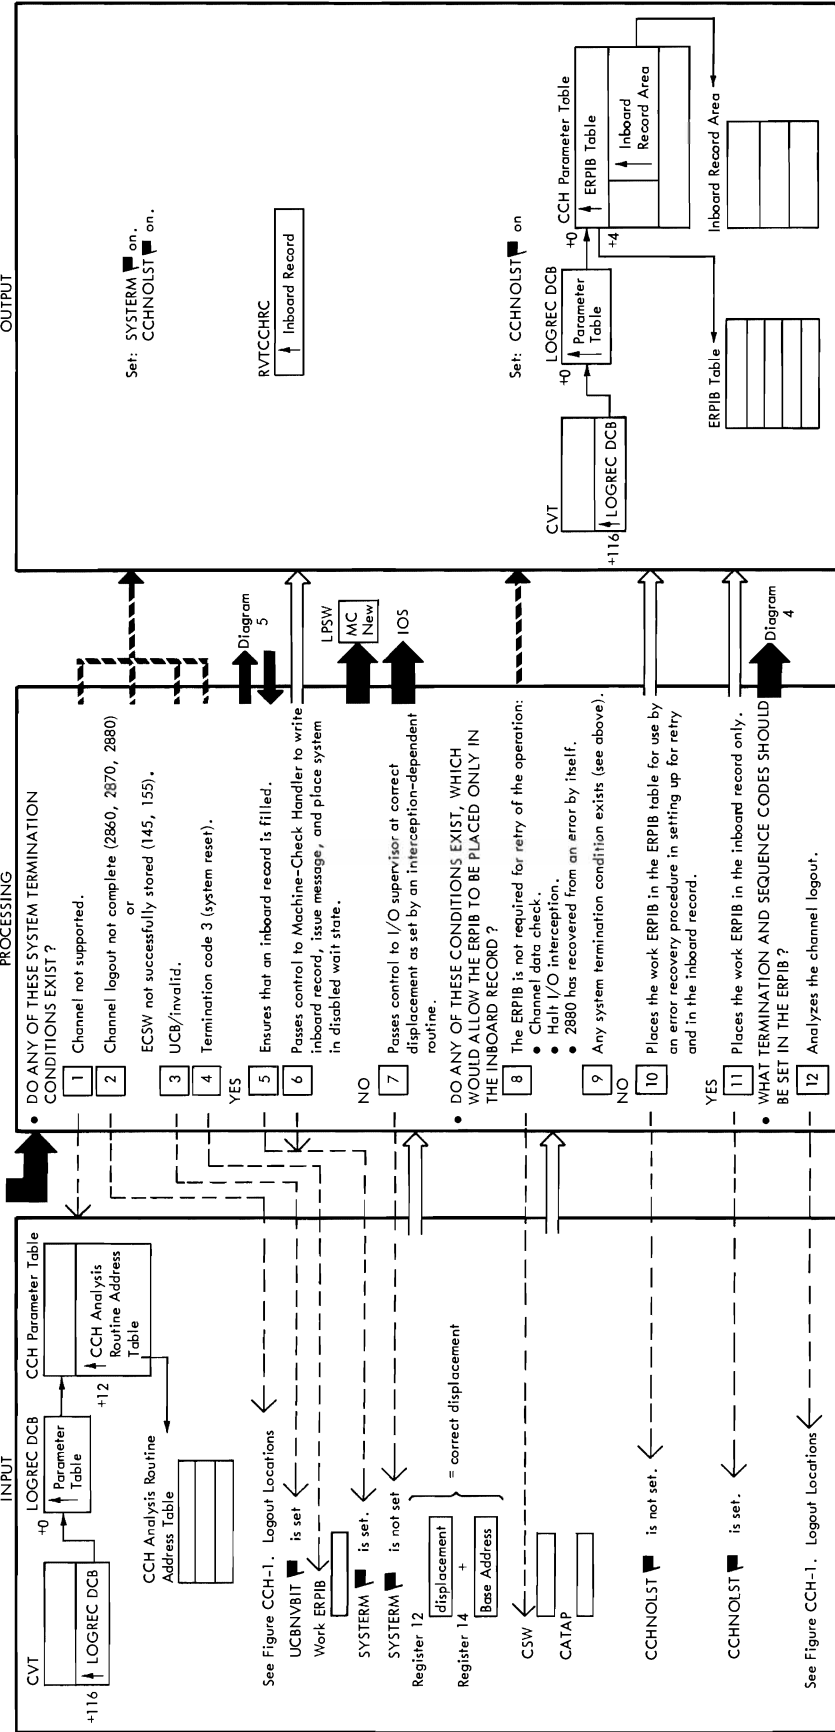 INPUT
CVT
+116
LOGREC DCB
LOGREC DCB
+0
Parameter
Table
CCH Parameter Table
+12
CCH Analysis
Routine Address
Table
CCH Analysis Routine
Address Table
See Figure CCH-1. Logout Locations
UCBNVBIT is set
Work ERPIB
SYSTERM is set.
SYSTERM is not set
Register 12
displacement
Register 14
+
Base Address
= correct displacement
CSW
CATAP
CCHNOLST is not set.
CCHNOLST is set.
See Figure CCH-1. Logout Locations
PROCESSING
• DO ANY OF THESE SYSTEM TERMINATION
CONDITIONS EXIST ?
1 Channel not supported.
2 Channel logout not complete (2860, 2870, 2880)
or
ECSW not successfully stored (145, 155).
3 UCB/invalid.
4 Termination code 3 (system reset).
YES
5 Ensures that an inboard record is filled.
6 Passes control to Machine-Check Handler to write
inboard record, issue message, and place system
in disabled wait state.
NO
7 Passes control to I/O supervisor at correct
displacement as set by an interception-dependent
routine.
• DO ANY OF THESE CONDITIONS EXIST, WHICH
WOULD ALLOW THE ERPIB TO BE PLACED ONLY IN
THE INBOARD RECORD ?
8 The ERPIB is not required for retry of the operation:
• Channel data check.
• Halt I/O interception.
• 2880 has recovered from an error by itself.
9 Any system termination condition exists (see above).
NO
10 Places the work ERPIB in the ERPIB table for use by
an error recovery procedure in setting up for retry
and in the inboard record.
YES
11 Places the work ERPIB in the inboard record only.
• WHAT TERMINATION AND SEQUENCE CODES SHOULD
BE SET IN THE ERPIB ?
12 Analyzes the channel logout.
Diagram
5
LPSW
MC
New
IOS
Diagram
4
OUTPUT
Set: SYSTERM on.
CCHNOLST on.
RVTCCHRC
Inboard Record
Set: CCHNOLST on
CVT
+116
LOGREC DCB
LOGREC DCB
+0
Parameter
Table
CCH Parameter Table
+0
ERPIB Table
+4
Inboard
Record Area
ERPIB Table
Inboard Record Area